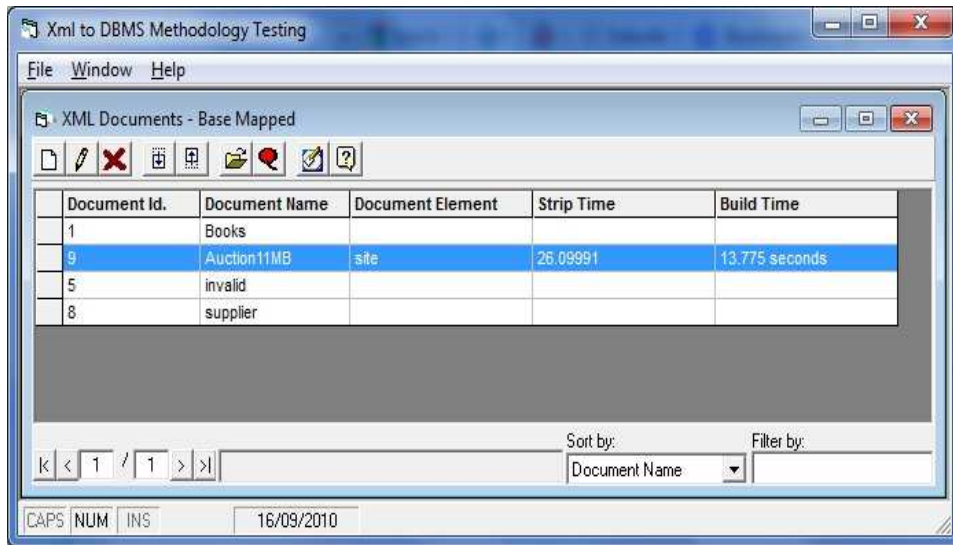 Xml to DBMS Methodology Testing
File Window Help
XML Documents - Base Mapped
Document Id. Document Name Document Element Strip Time Build Time
1 Books
9 Auction11MB site 26.09991 13.775 seconds
5 invalid
8 supplier
Sort by: Filter by:
1 / 1 Document Name
CAPS NUM INS 16/09/2010